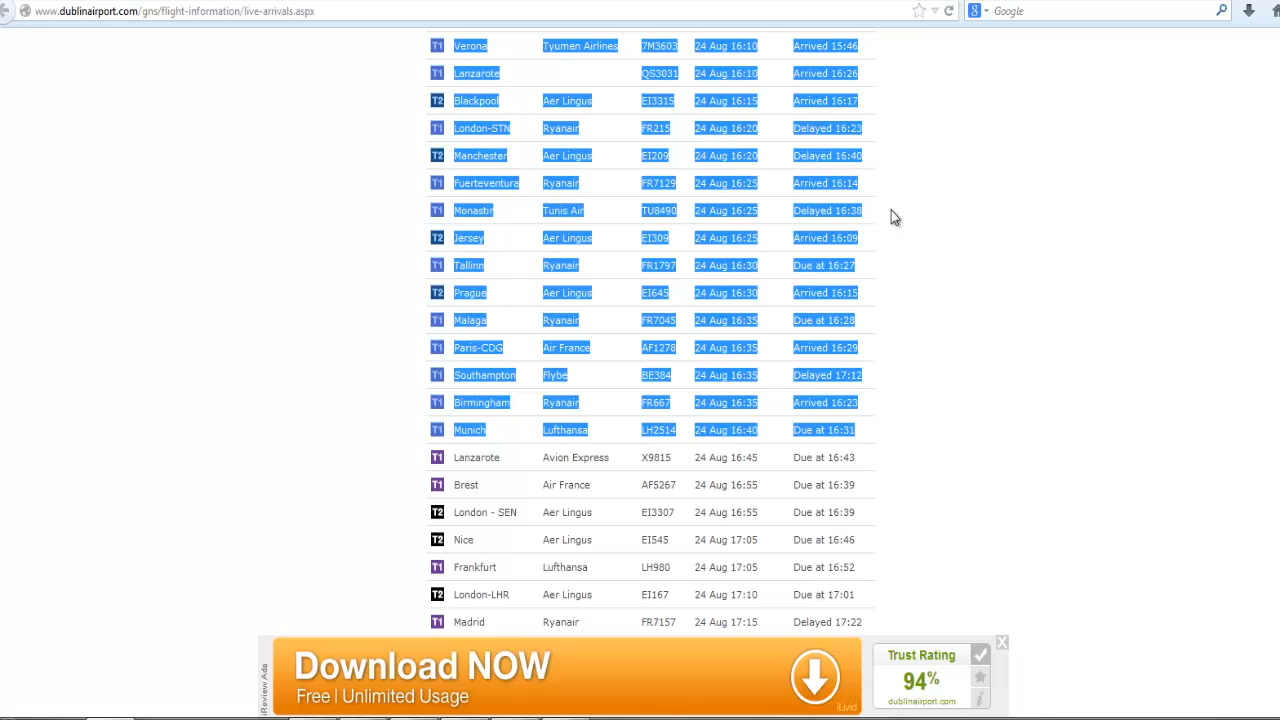 www.dublinairport.com/gns/flight-information/live-arrivals.aspx
Google
T1 Verona Tyumen Airlines 7M3603 24 Aug 16:10 Arrived 15:46
T1 Lanzarote QS3031 24 Aug 16:10 Arrived 16:26
T2 Blackpool Aer Lingus EI3315 24 Aug 16:15 Arrived 16:17
T1 London-STN Ryanair FR215 24 Aug 16:20 Delayed 16:23
T2 Manchester Aer Lingus EI209 24 Aug 16:20 Delayed 16:40
T1 Fuerteventura Ryanair FR7129 24 Aug 16:25 Arrived 16:14
T1 Monastir Tunis Air TU8490 24 Aug 16:25 Delayed 16:38
T2 Jersey Aer Lingus EI309 24 Aug 16:25 Arrived 16:09
T1 Tallinn Ryanair FR1797 24 Aug 16:30 Due at 16:27
T2 Prague Aer Lingus EI645 24 Aug 16:30 Arrived 16:15
T1 Malaga Ryanair FR7045 24 Aug 16:35 Due at 16:28
T1 Paris-CDG Air France AF1278 24 Aug 16:35 Arrived 16:29
T1 Southampton Flybe BE384 24 Aug 16:35 Delayed 17:12
T1 Birmingham Ryanair FR667 24 Aug 16:35 Arrived 16:23
T1 Munich Lufthansa LH2514 24 Aug 16:40 Due at 16:31
T1 Lanzarote Avion Express X9815 24 Aug 16:45 Due at 16:43
T1 Brest Air France AF5267 24 Aug 16:55 Due at 16:39
T2 London - SEN Aer Lingus EI3307 24 Aug 16:55 Due at 16:39
T2 Nice Aer Lingus EI545 24 Aug 17:05 Due at 16:46
T1 Frankfurt Lufthansa LH980 24 Aug 17:05 Due at 16:52
T2 London-LHR Aer Lingus EI167 24 Aug 17:10 Due at 17:01
T1 Madrid Ryanair FR7157 24 Aug 17:15 Delayed 17:22
iReview Ads
Download NOW
Free | Unlimited Usage
iLivid
Trust Rating
94%
dublinairport.com